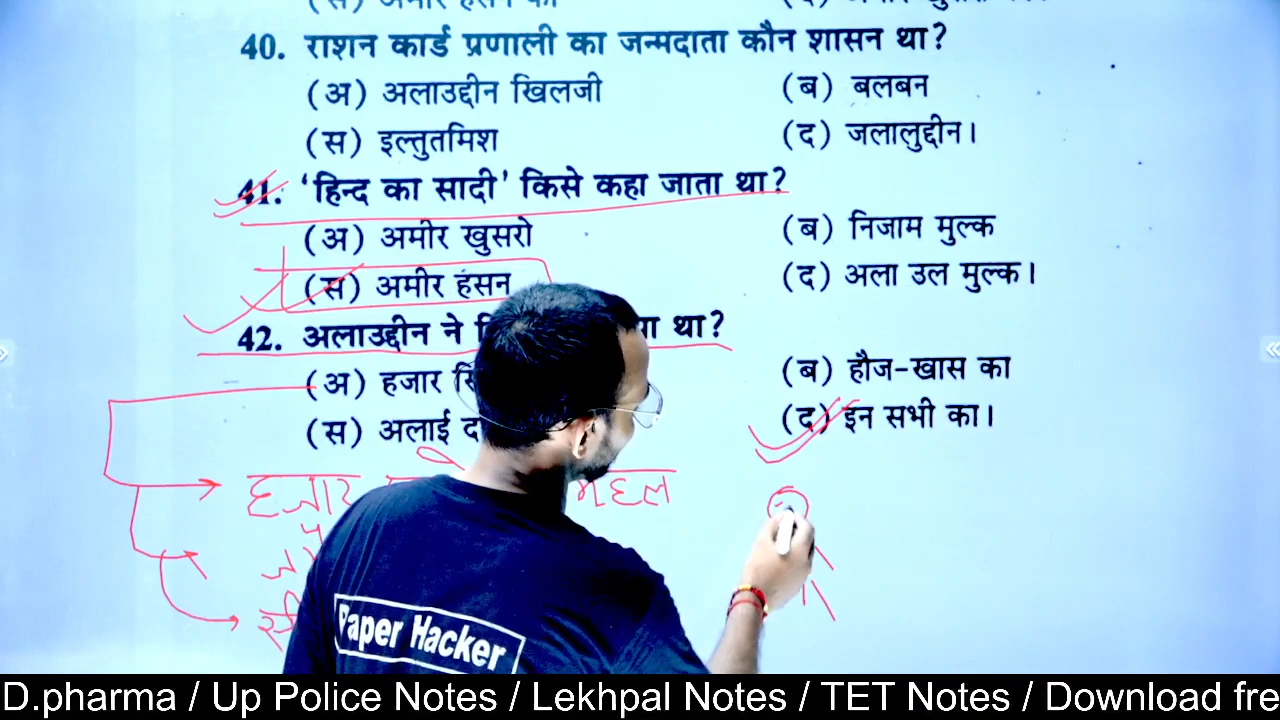 40. राशन कार्ड प्रणाली का जन्मदाता कौन शासन था?
(अ) अलाउद्दीन खिलजी (ब) बलबन
(स) इल्तुतमिश (द) जलालुद्दीन।
41. ‘हिन्द का सादी’ किसे कहा जाता था?
(अ) अमीर खुसरो (ब) निजाम मुल्क
(स) अमीर हसन (द) अला उल मुल्क।
42. अलाउद्दीन ने था?
(अ) हजार (ब) हौज-खास का
(स) अलाई (द) इन सभी का।
हजार महल
Paper Hacker
D.pharma / Up Police Notes / Lekhpal Notes / TET Notes / Download fre